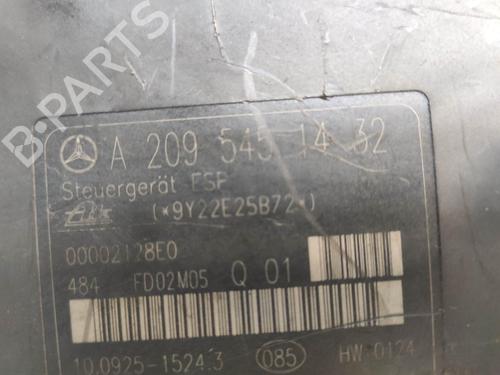 B-PARTS
A 209 545 14 32
Steuergerät ESP
Ate (*9Y22E25B72*)
00002128E0
484 FD02M05 Q 01
10.0925-1524.3 085 HW 0124